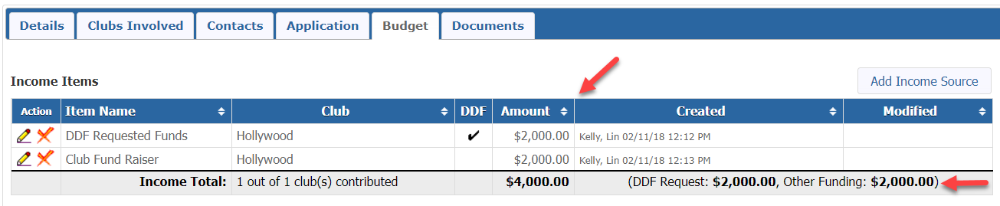 Details Clubs Involved Contacts Application Budget Documents
Income Items Add Income Source
Action Item Name Club DDF Amount Created Modified
DDF Requested Funds Hollywood ✔ $2,000.00 Kelly, Lin 02/11/18 12:12 PM
Club Fund Raiser Hollywood $2,000.00 Kelly, Lin 02/11/18 12:13 PM
Income Total: 1 out of 1 club(s) contributed $4,000.00 (DDF Request: $2,000.00, Other Funding: $2,000.00)